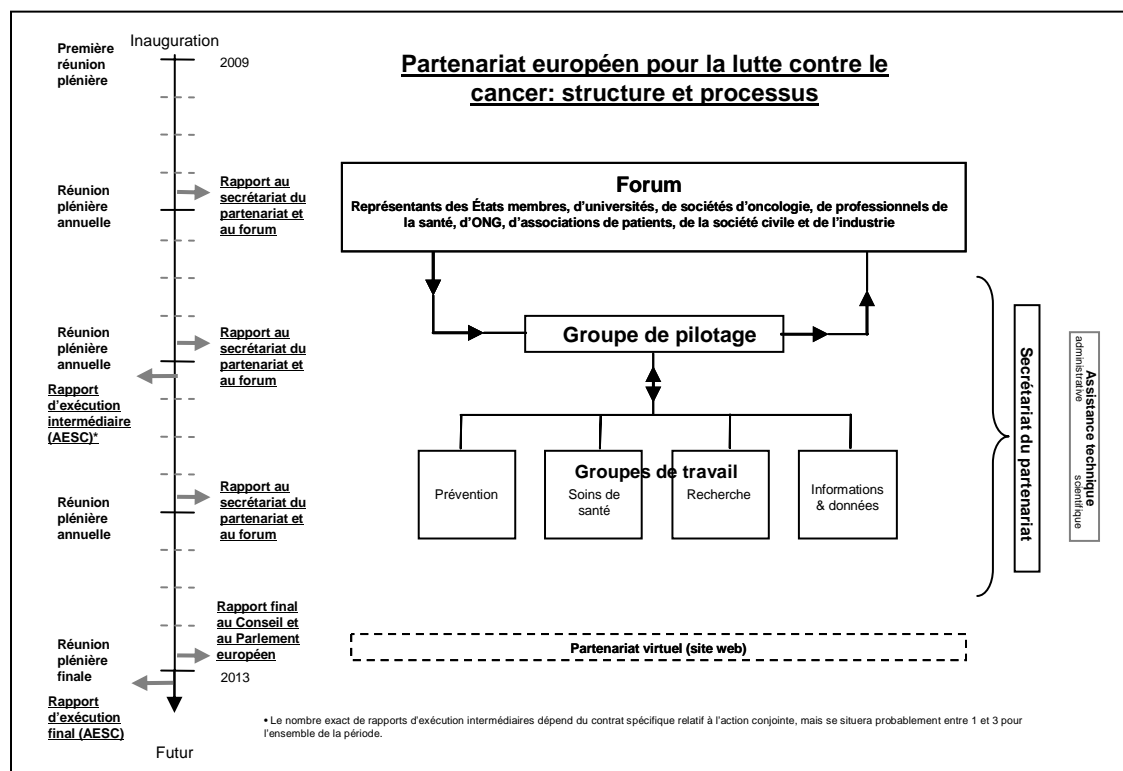 Inauguration
Première
réunion
plénière
2009
Partenariat européen pour la lutte contre le
cancer: structure et processus
Réunion
plénière
annuelle
Rapport au
secrétariat du
partenariat et
au forum
Réunion
plénière
annuelle
Rapport au
secrétariat du
partenariat et
au forum
Rapport
d'exécution
intermédiaire
(AESC)*
Réunion
plénière
annuelle
Rapport au
secrétariat du
partenariat et
au forum
Rapport final
au Conseil et
au Parlement
européen
Réunion
plénière
finale
2013
Rapport
d'exécution
final (AESC)
Futur
Forum
Représentants des États membres, d'universités, de sociétés d'oncologie, de professionnels de
la santé, d'ONG, d'associations de patients, de la société civile et de l'industrie
Groupe de pilotage
Groupes de travail
Prévention
Soins de
santé
Recherche
Informations
& données
Secrétariat du partenariat
Assistance technique
administrative
scientifique
Partenariat virtuel (site web)
• Le nombre exact de rapports d'exécution intermédiaires dépend du contrat spécifique relatif à l'action conjointe, mais se situera probablement entre 1 et 3 pour
l'ensemble de la période.